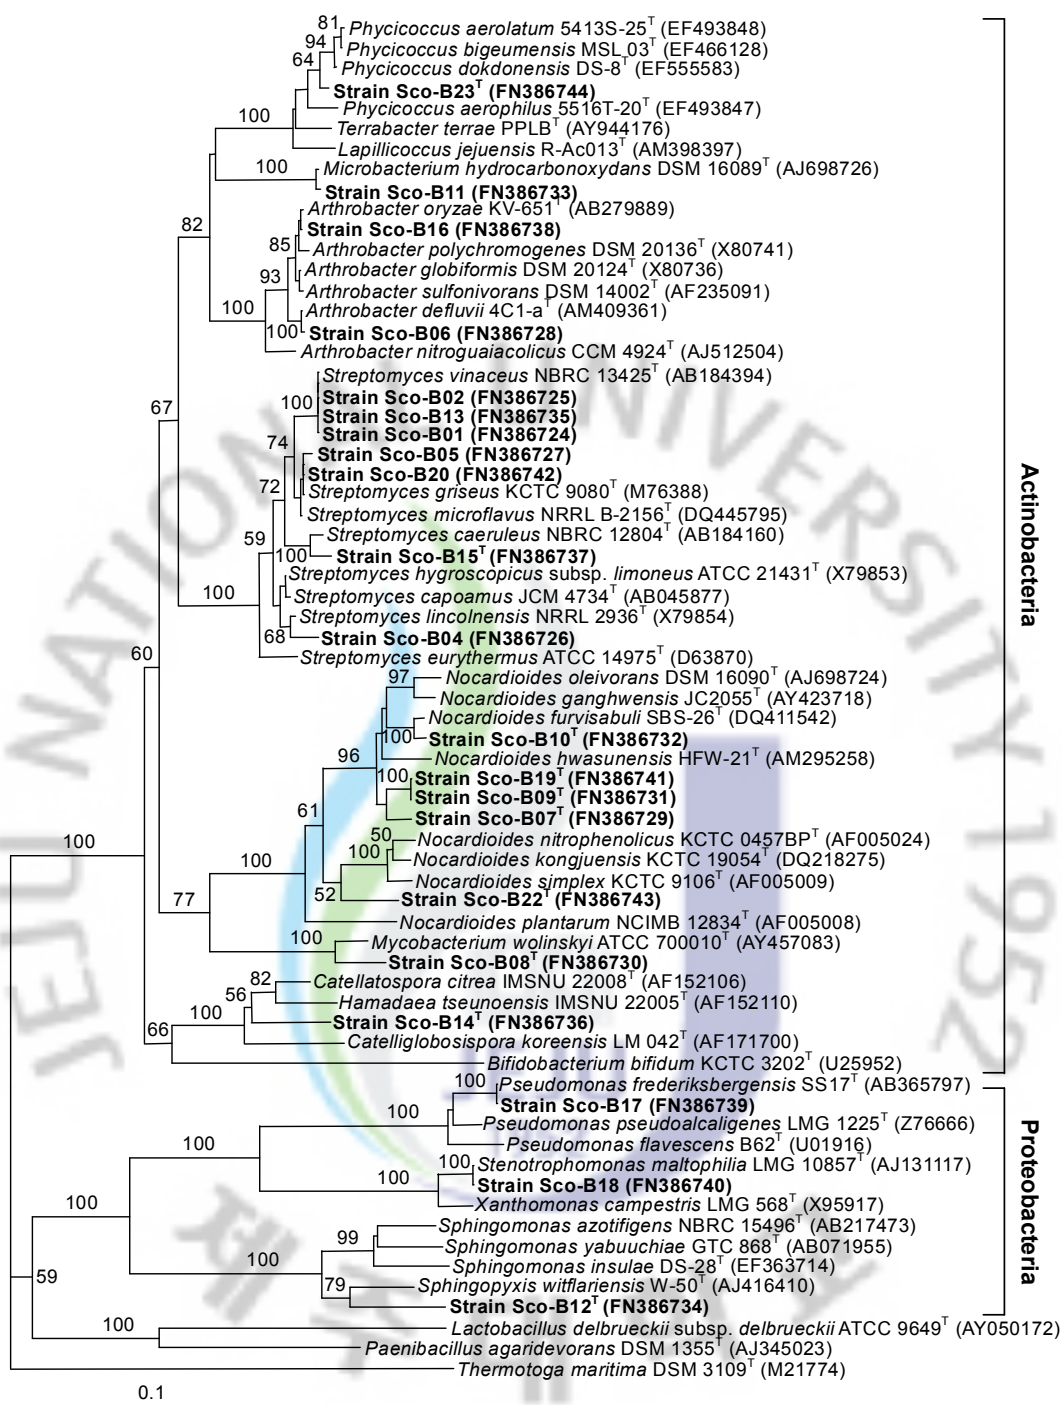 81
Phycicoccus aerolatum 5413S-25T (EF493848)
94
Phycicoccus bigeumensis MSL 03T (EF466128)
64
Phycicoccus dokdonensis DS-8T (EF555583)
Strain Sco-B23T (FN386744)
Phycicoccus aerophilus 5516T-20T (EF493847)
100
Terrabacter terrae PPLBT (AY944176)
Lapillicoccus jejuensis R-Ac013T (AM398397)
100
Microbacterium hydrocarbonoxydans DSM 16089T (AJ698726)
Strain Sco-B11 (FN386733)
Arthrobacter oryzae KV-651T (AB279889)
82
Strain Sco-B16 (FN386738)
85
Arthrobacter polychromogenes DSM 20136T (X80741)
93
Arthrobacter globiformis DSM 20124T (X80736)
Arthrobacter sulfonivorans DSM 14002T (AF235091)
100
Arthrobacter defluvii 4C1-aT (AM409361)
100
Strain Sco-B06 (FN386728)
Arthrobacter nitroguaiacolicus CCM 4924T (AJ512504)
Streptomyces vinaceus NBRC 13425T (AB184394)
Strain Sco-B02 (FN386725)
67
100
Strain Sco-B13 (FN386735)
Strain Sco-B01 (FN386724)
74
Strain Sco-B05 (FN386727)
Strain Sco-B20 (FN386742)
72
Streptomyces griseus KCTC 9080T (M76388)
Streptomyces microflavus NRRL B-2156T (DQ445795)
59
Streptomyces caeruleus NBRC 12804T (AB184160)
100
Strain Sco-B15T (FN386737)
Streptomyces hygroscopicus subsp. limoneus ATCC 21431T (X79853)
100
Streptomyces capoamus JCM 4734T (AB045877)
Streptomyces lincolnensis NRRL 2936T (X79854)
68
Strain Sco-B04 (FN386726)
60
Streptomyces eurythermus ATCC 14975T (D63870)
97
Nocardioides oleivorans DSM 16090T (AJ698724)
Nocardioides ganghwensis JC2055T (AY423718)
Nocardioides furvisabuli SBS-26T (DQ411542)
100
Strain Sco-B10T (FN386732)
96
Nocardioides hwasunensis HFW-21T (AM295258)
100
Strain Sco-B19T (FN386741)
Strain Sco-B09T (FN386731)
61
Strain Sco-B07T (FN386729)
50
Nocardioides nitrophenolicus KCTC 0457BPT (AF005024)
100
100
100
Nocardioides kongjuensis KCTC 19054T (DQ218275)
Nocardioides simplex KCTC 9106T (AF005009)
77
52
Strain Sco-B22T (FN386743)
Nocardioides plantarum NCIMB 12834T (AF005008)
100
Mycobacterium wolinskyi ATCC 700010T (AY457083)
Strain Sco-B08T (FN386730)
82
Catellatospora citrea IMSNU 22008T (AF152106)
56
Hamadaea tseunoensis IMSNU 22005T (AF152110)
100
Strain Sco-B14T (FN386736)
66
Catelliglobosispora koreensis LM 042T (AF171700)
Bifidobacterium bifidum KCTC 3202T (U25952)
Actinobacteria
100
Pseudomonas frederiksbergensis SS17T (AB365797)
100
Strain Sco-B17 (FN386739)
Pseudomonas pseudoalcaligenes LMG 1225T (Z76666)
100
Pseudomonas flavescens B62T (U01916)
100
Stenotrophomonas maltophilia LMG 10857T (AJ131117)
100
Strain Sco-B18 (FN386740)
100
Xanthomonas campestris LMG 568T (X95917)
Sphingomonas azotifigens NBRC 15496T (AB217473)
99
Sphingomonas yabuuchiae GTC 868T (AB071955)
100
Sphingomonas insulae DS-28T (EF363714)
59
79
Sphingopyxis witflariensis W-50T (AJ416410)
Strain Sco-B12T (FN386734)
Proteobacteria
100
Lactobacillus delbrueckii subsp. delbrueckii ATCC 9649T (AY050172)
Paenibacillus agaridevorans DSM 1355T (AJ345023)
Thermotoga maritima DSM 3109T (M21774)
0.1
JEJU NATIONAL UNIVERSITY 1952
JEJU
1952